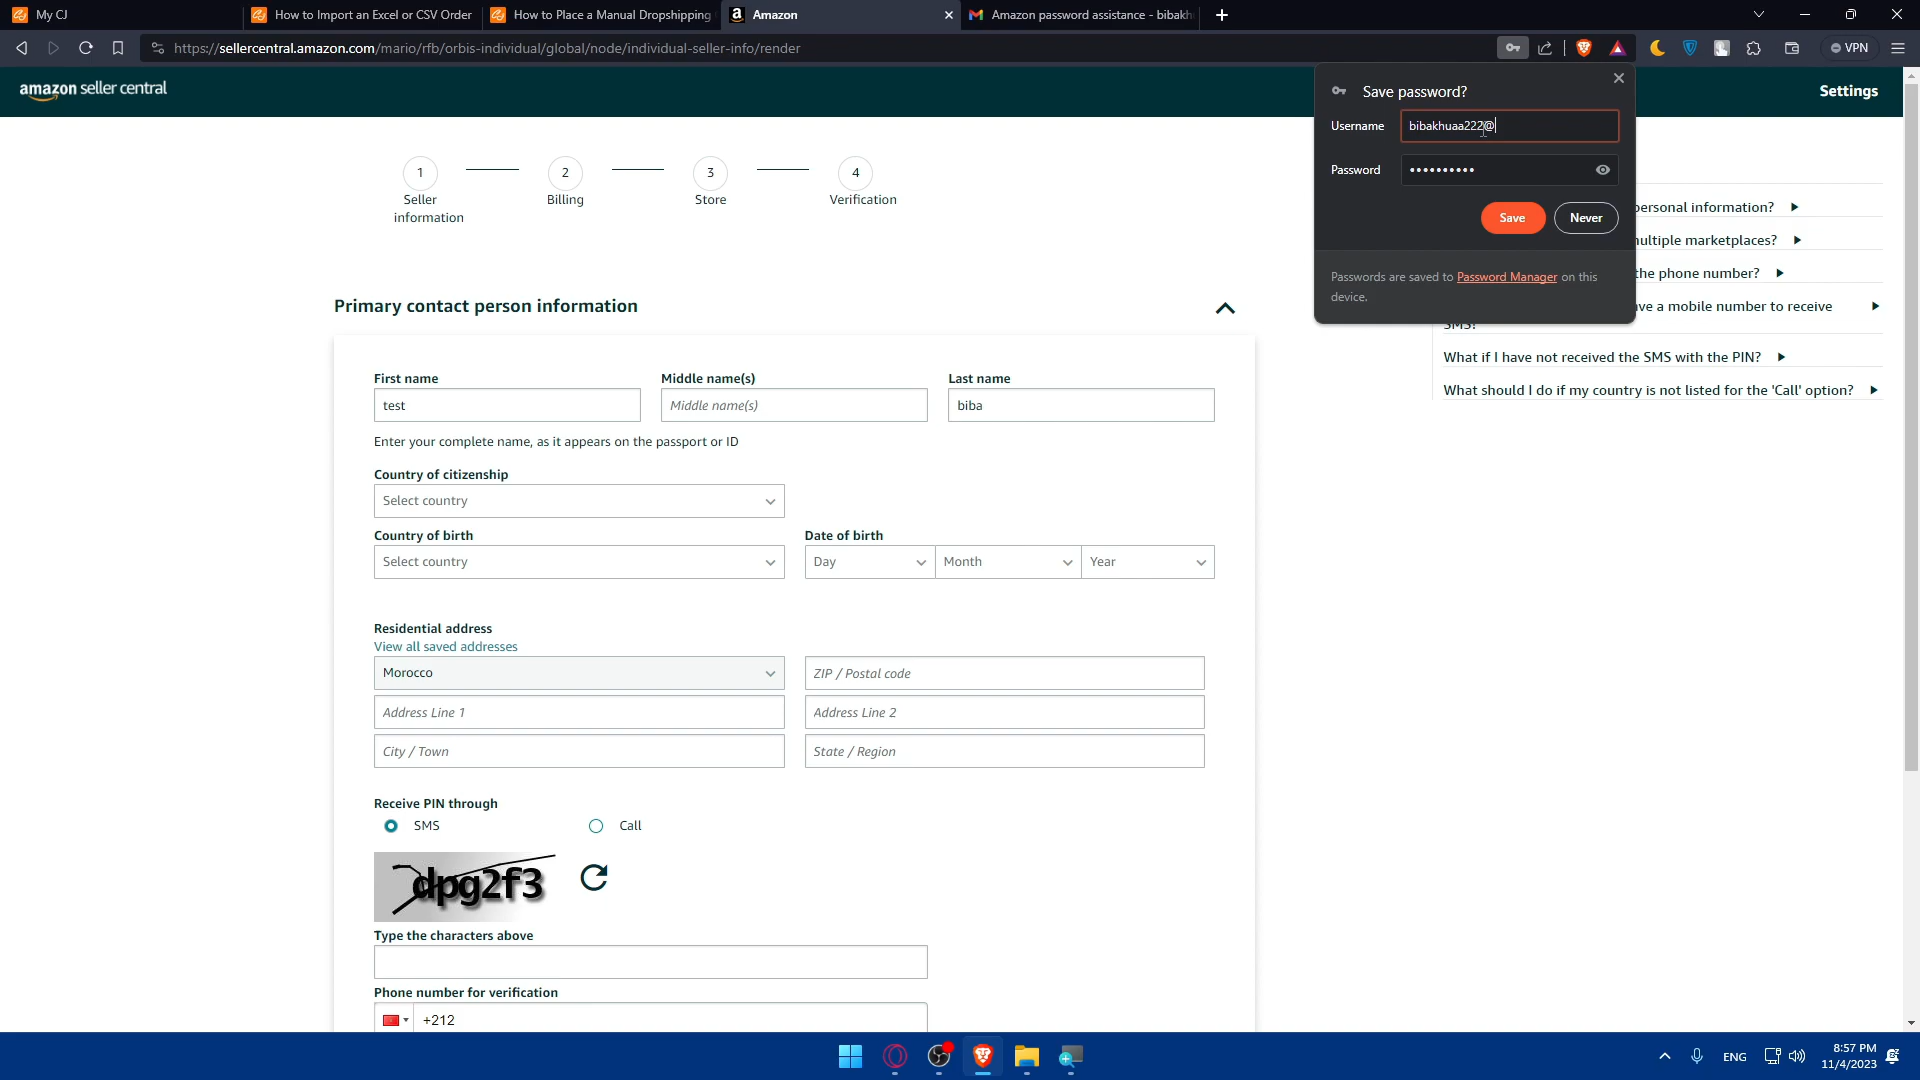 My CJ
How to Import an Excel or CSV Order
How to Place a Manual Dropshipping
Amazon
Amazon password assistance - bibakh
https://sellercentral.amazon.com/mario/rfb/orbis-individual/global/node/individual-seller-info/render
VPN
amazon seller central
Settings
Save password?
Username
bibakhuaa222@
Password
••••••••••
Save
Never
Passwords are saved to Password Manager on this
device.
1
Seller
information
2
Billing
3
Store
4
Verification
personal information?
multiple marketplaces?
the phone number?
ve a mobile number to receive
SMS?
What if I have not received the SMS with the PIN?
What should I do if my country is not listed for the 'Call' option?
Primary contact person information
First name
Middle name(s)
Last name
test
Middle name(s)
biba
Enter your complete name, as it appears on the passport or ID
Country of citizenship
Select country
Country of birth
Date of birth
Select country
Day
Month
Year
Residential address
View all saved addresses
Morocco
ZIP / Postal code
Address Line 1
Address Line 2
City / Town
State / Region
Receive PIN through
SMS
Call
dpg2f3
Type the characters above
Phone number for verification
+212
ENG
8:57 PM
11/4/2023